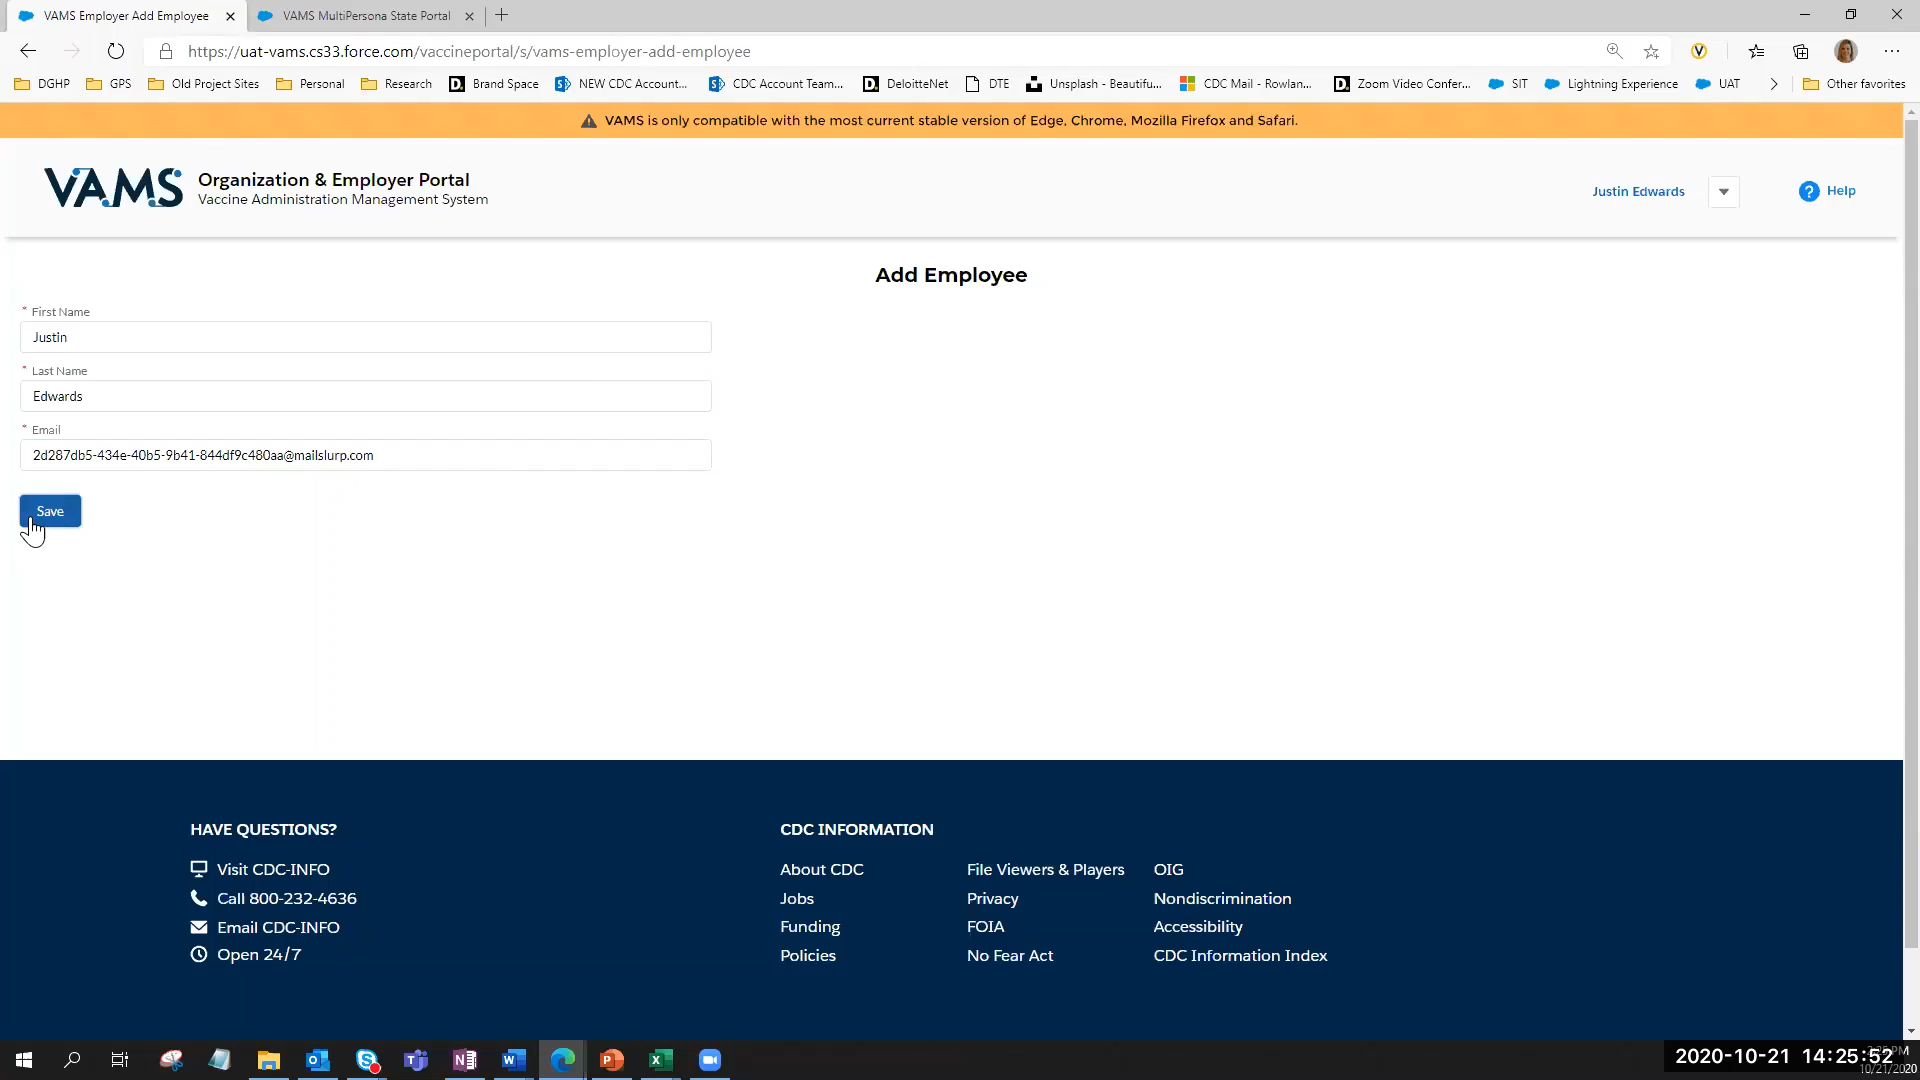 VAMS Employer Add Employee
VAMS MultiPersona State Portal
https://uat-vams.cs33.force.com/vaccineportal/s/vams-employer-add-employee
DGHP
GPS
Old Project Sites
Personal
Research
D. Brand Space
NEW CDC Account...
CDC Account Team...
D. DeloitteNet
DTE
Unsplash - Beautifu...
CDC Mail - Rowlan...
D. Zoom Video Confer...
SIT
Lightning Experience
UAT
Other favorites
VAMS is only compatible with the most current stable version of Edge, Chrome, Mozilla Firefox and Safari.
VAMS
Organization & Employer Portal
Vaccine Administration Management System
Justin Edwards
? Help
Add Employee
* First Name
Justin
* Last Name
Edwards
* Email
2d287db5-434e-40b5-9b41-844df9c480aa@mailslurp.com
Save
HAVE QUESTIONS?
Visit CDC-INFO
Call 800-232-4636
Email CDC-INFO
Open 24/7
CDC INFORMATION
About CDC
Jobs
Funding
Policies
File Viewers & Players
Privacy
FOIA
No Fear Act
OIG
Nondiscrimination
Accessibility
CDC Information Index
2020-10-21 14:25:52
10/21/2020